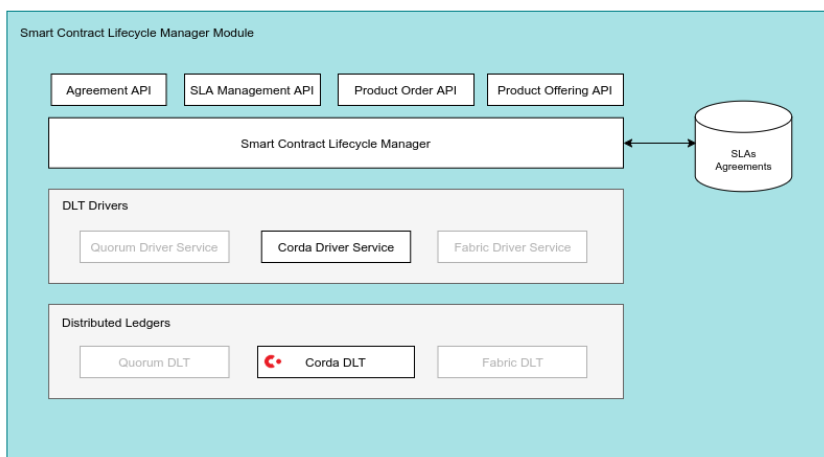 Smart Contract Lifecycle Manager Module
Agreement API
SLA Management API
Product Order API
Product Offering API
Smart Contract Lifecycle Manager
SLAs
Agreements
DLT Drivers
Quorum Driver Service
Corda Driver Service
Fabric Driver Service
Distributed Ledgers
Quorum DLT
Corda DLT
Fabric DLT